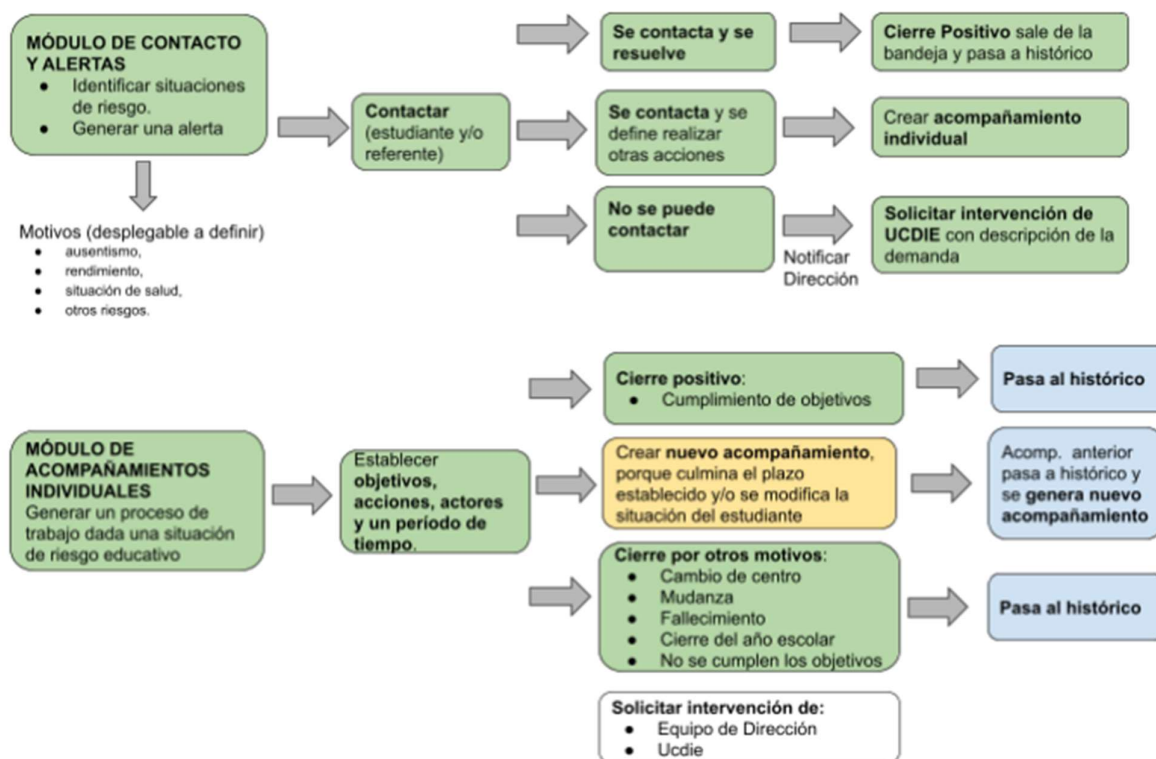 MÓDULO DE CONTACTO
Y ALERTAS
● Identificar situaciones
de riesgo.
● Generar una alerta
Motivos (desplegable a definir)
● ausentismo,
● rendimiento,
● situación de salud,
● otros riesgos.
Contactar
(estudiante y/o
referente)
Se contacta y se
resuelve
Cierre Positivo sale de la
bandeja y pasa a histórico
Se contacta y se
define realizar
otras acciones
Crear acompañamiento
individual
No se puede
contactar
Notificar
Dirección
Solicitar intervención de
UCDIE con descripción de la
demanda
MÓDULO DE
ACOMPAÑAMIENTOS
INDIVIDUALES
Generar un proceso de
trabajo dada una situación
de riesgo educativo
Establecer
objetivos,
acciones, actores
y un período de
tiempo.
Cierre positivo:
● Cumplimiento de objetivos
Pasa al histórico
Crear nuevo acompañamiento,
porque culmina el plazo
establecido y/o se modifica la
situación del estudiante
Acomp. anterior
pasa a histórico y
se genera nuevo
acompañamiento
Cierre por otros motivos:
● Cambio de centro
● Mudanza
● Fallecimiento
● Cierre del año escolar
● No se cumplen los objetivos
Pasa al histórico
Solicitar intervención de:
● Equipo de Dirección
● Ucdie